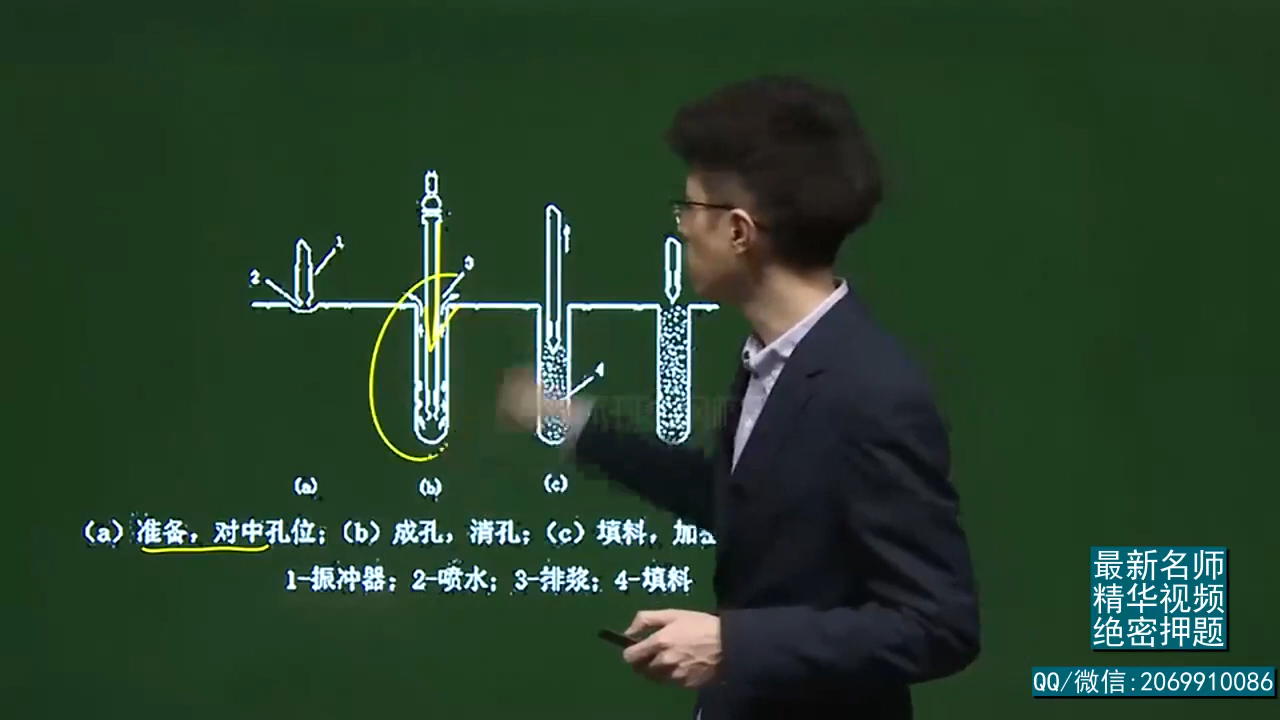 1
2
3
4
(a)
(b)
(c)
(a) 准备，对中孔位；(b) 成孔，清孔；(c) 填料，加
1-振冲器；2-喷水；3-排浆；4-填料
最新名师
精华视频
绝密押题
QQ/微信:2069910086